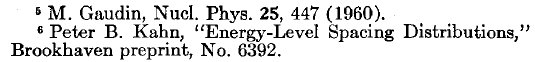 ⁵ M. Gaudin, Nucl. Phys. 25, 447 (1960).
⁶ Peter B. Kahn, "Energy-Level Spacing Distributions,"
Brookhaven preprint, No. 6392.